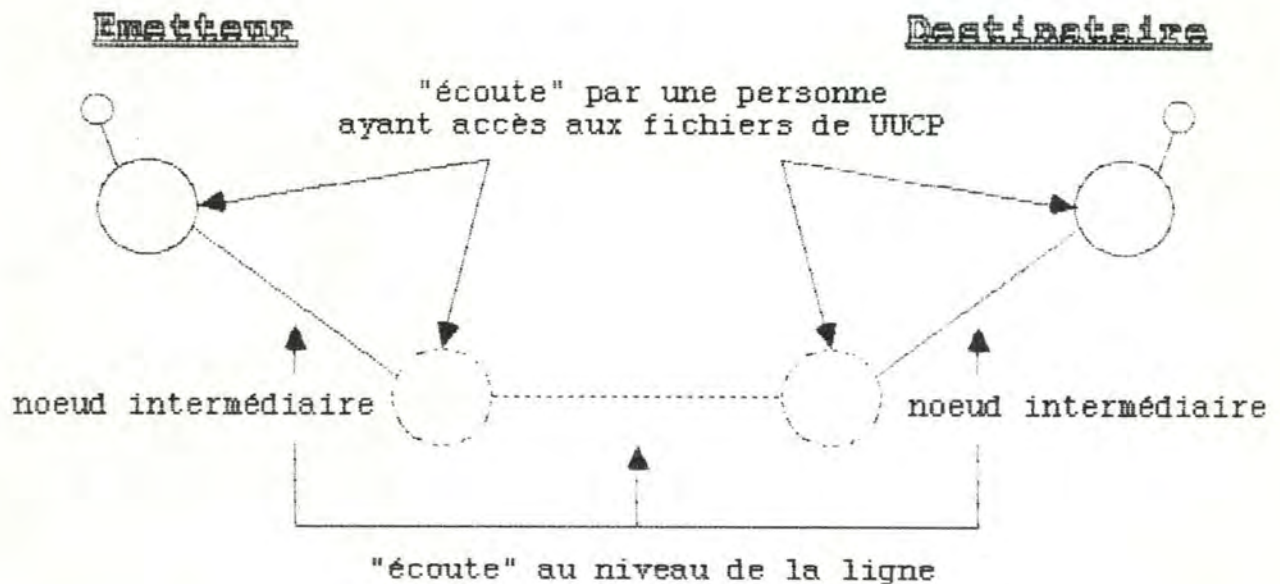 Emetteur
Destinataire
"écoute" par une personne
ayant accès aux fichiers de UUCP
noeud intermédiaire
noeud intermédiaire
"écoute" au niveau de la ligne